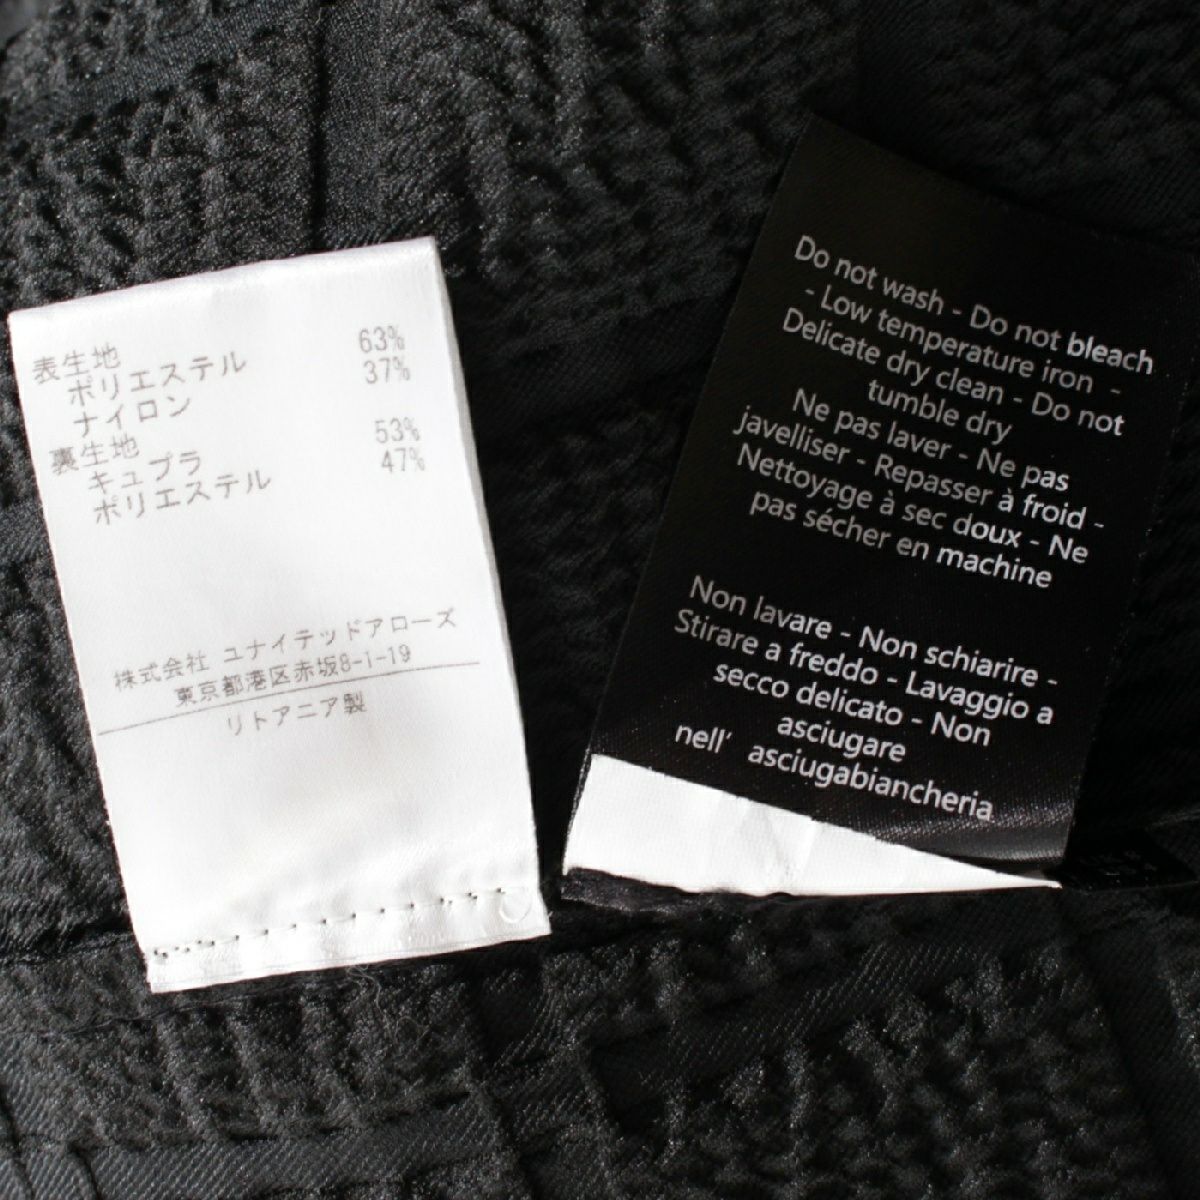 表生地
ポリエステル 63%
ナイロン 37%
裏生地
キュプラ 53%
ポリエステル 47%
株式会社 ユナイテッドアローズ
東京都港区赤坂8-1-19
リトアニア製
Do not wash - Do not bleach
- Low temperature iron -
Delicate dry clean - Do not
tumble dry
Ne pas laver - Ne pas
javelliser - Repasser à froid -
Nettoyage à sec doux - Ne
pas sécher en machine
Non lavare - Non schiarire -
Stirare a freddo - Lavaggio a
secco delicato - Non
asciugare
nell' asciugabiancheria